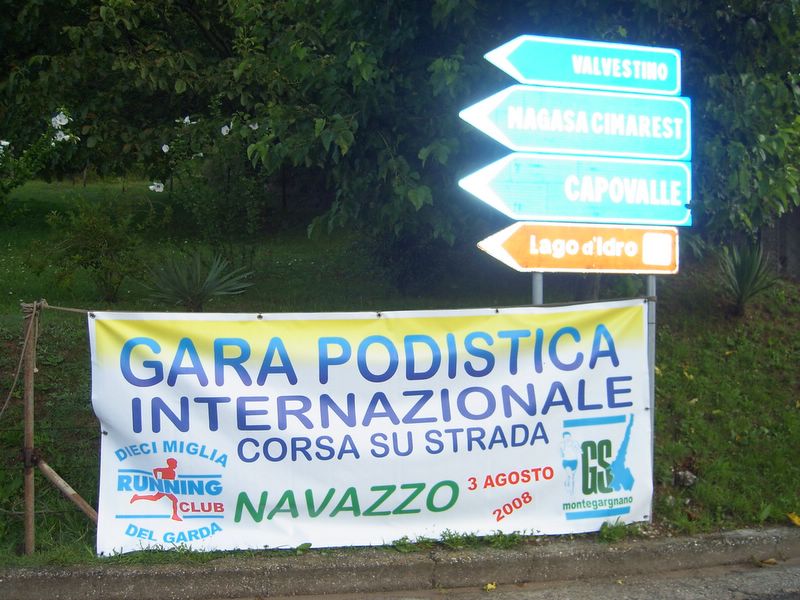 VALVESTINO
MAGASA CIMAREST
CAPOVALLE
Lago d'Idro
GARA PODISTICA
INTERNAZIONALE
CORSA SU STRADA
DIECI MIGLIA
RUNNING
CLUB
DEL GARDA
NAVAZZO
3 AGOSTO
2008
GS
montegargnano